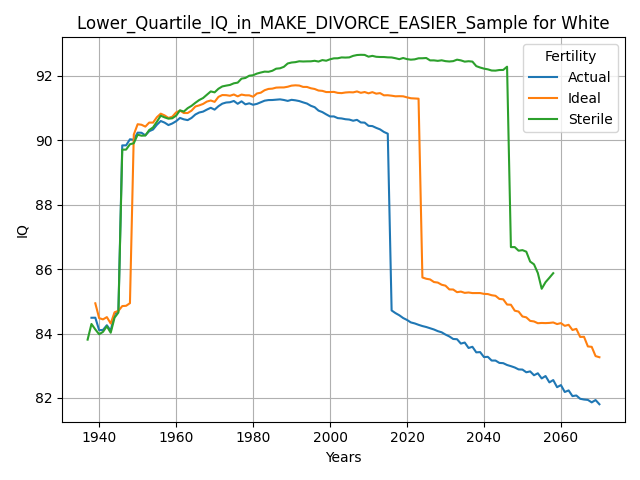 Lower_Quartile_IQ_in_MAKE_DIVORCE_EASIER_Sample for White
Fertility
Actual
Ideal
Sterile
92
90
88
86
84
82
IQ
1940 1960 1980 2000 2020 2040 2060
Years